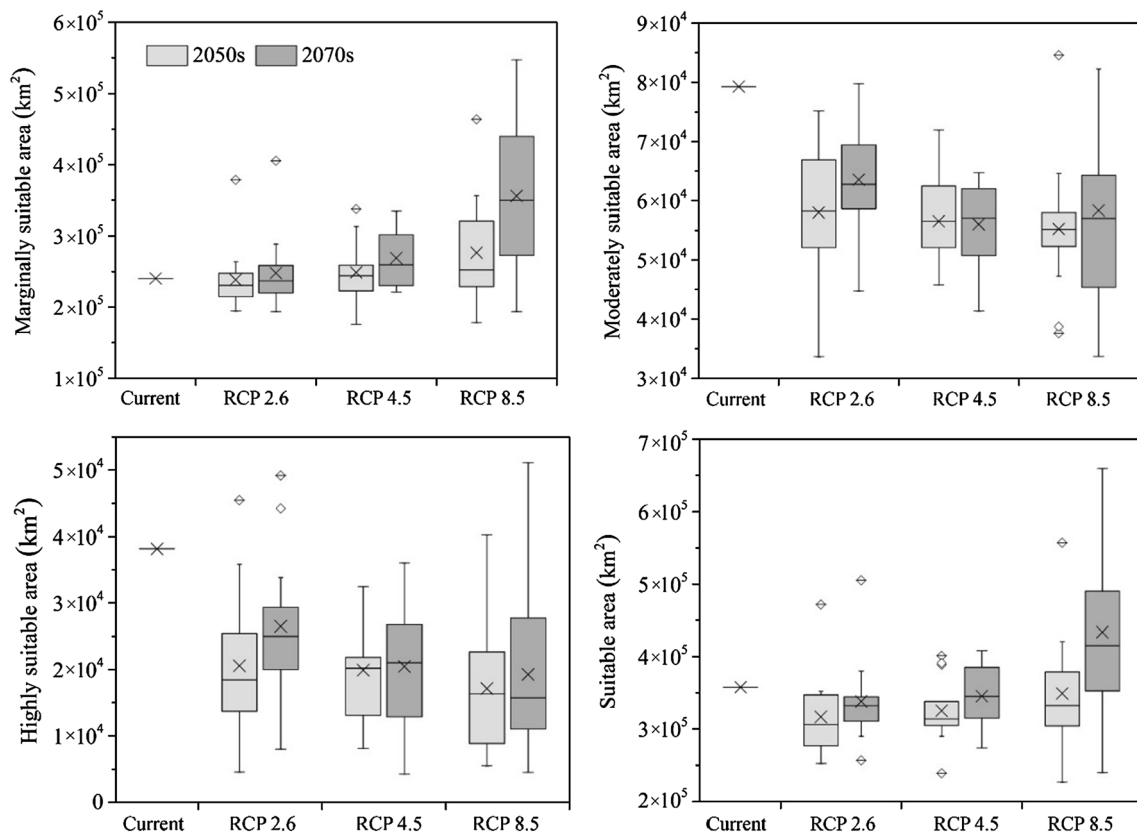 Marginally suitable area (km²)
6×10⁵
5×10⁵
4×10⁵
3×10⁵
2×10⁵
1×10⁵
2050s 2070s
Current RCP 2.6 RCP 4.5 RCP 8.5
Moderately suitable area (km²)
9×10⁴
8×10⁴
7×10⁴
6×10⁴
5×10⁴
4×10⁴
3×10⁴
Current RCP 2.6 RCP 4.5 RCP 8.5
Highly suitable area (km²)
5×10⁴
4×10⁴
3×10⁴
2×10⁴
1×10⁴
0
Current RCP 2.6 RCP 4.5 RCP 8.5
Suitable area (km²)
7×10⁵
6×10⁵
5×10⁵
4×10⁵
3×10⁵
2×10⁵
Current RCP 2.6 RCP 4.5 RCP 8.5